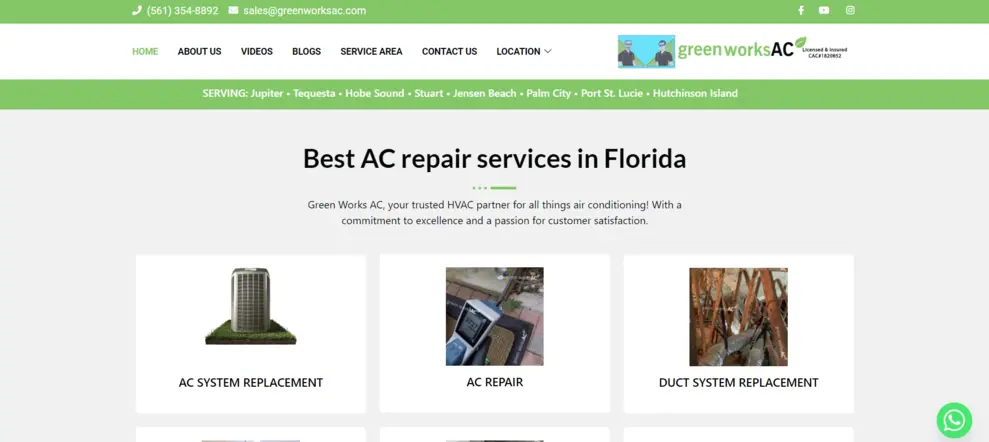 (561) 354-8892 sales@greenworksac.com
HOME ABOUT US VIDEOS BLOGS SERVICE AREA CONTACT US LOCATION
greenworksAC Licensed & Insured
CAC#1820852
SERVING: Jupiter • Tequesta • Hobe Sound • Stuart • Jensen Beach • Palm City • Port St. Lucie • Hutchinson Island
Best AC repair services in Florida
Green Works AC, your trusted HVAC partner for all things air conditioning! With a
commitment to excellence and a passion for customer satisfaction.
AC SYSTEM REPLACEMENT
AC REPAIR
DUCT SYSTEM REPLACEMENT